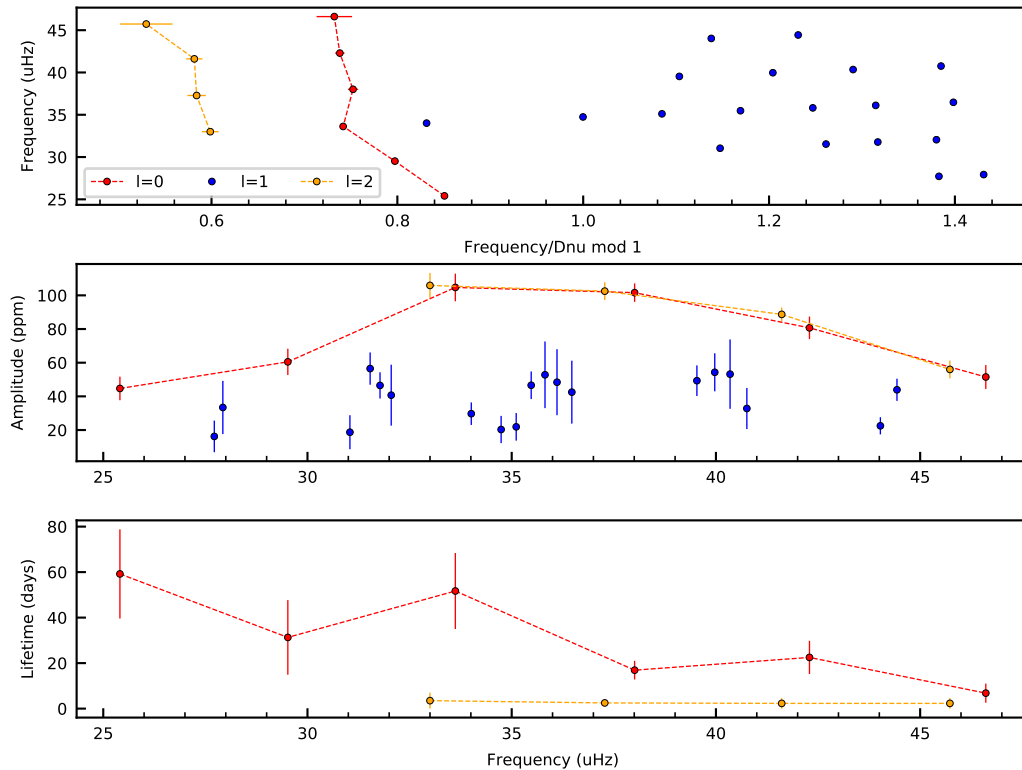 Frequency (uHz)
45
40
35
30
25
l=0 l=1 l=2
0.6 0.8 1.0 1.2 1.4
Frequency/Dnu mod 1
Amplitude (ppm)
100
80
60
40
20
25 30 35 40 45
Lifetime (days)
80
60
40
20
0
25 30 35 40 45
Frequency (uHz)